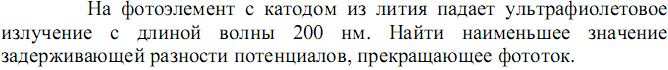 На фотоэлемент с катодом из лития падает ультрафиолетовое
излучение с длиной волны 200 нм. Найти наименьшее значение
задерживающей разности потенциалов, прекращающее фототок.